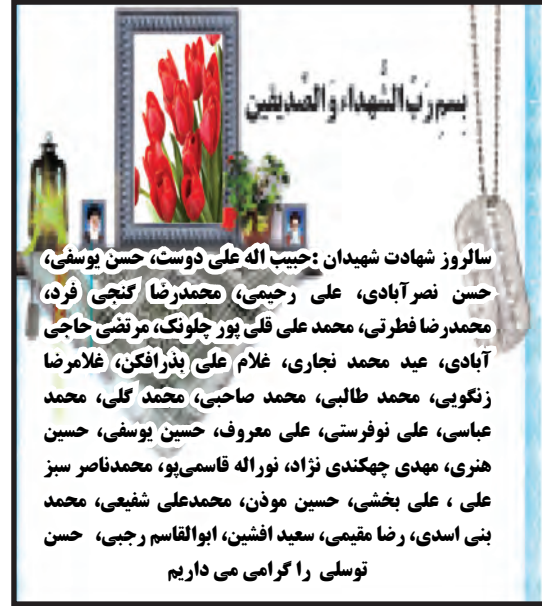 بسم رَبّ الشُّهداء وَ الصّدیقین
سالروز شهادت شهیدان :حبیب اله علی دوست، حسن یوسفی،
حسن نصرآبادی، علی رحیمی، محمدرضا گنجی فرد،
محمدرضا فطرتی، محمد علی قلی پور چلونک، مرتضی حاجی
آبادی، عید محمد نجاری، غلام علی بذرافکن، غلامرضا
زنگویی، محمد طالبی، محمد صاحبی، محمد گلی، محمد
عباسی، علی نوفرستی، علی معروف، حسین یوسفی، حسین
هنری، مهدی چهکندی نژاد، نوراله قاسمی‌پو، محمدناصر سبز
علی ، علی بخشی، حسین موذن، محمدعلی شفیعی، محمد
بنی اسدی، رضا مقیمی، سعید افشین، ابوالقاسم رجبی، حسن
توسلی را گرامی می داریم